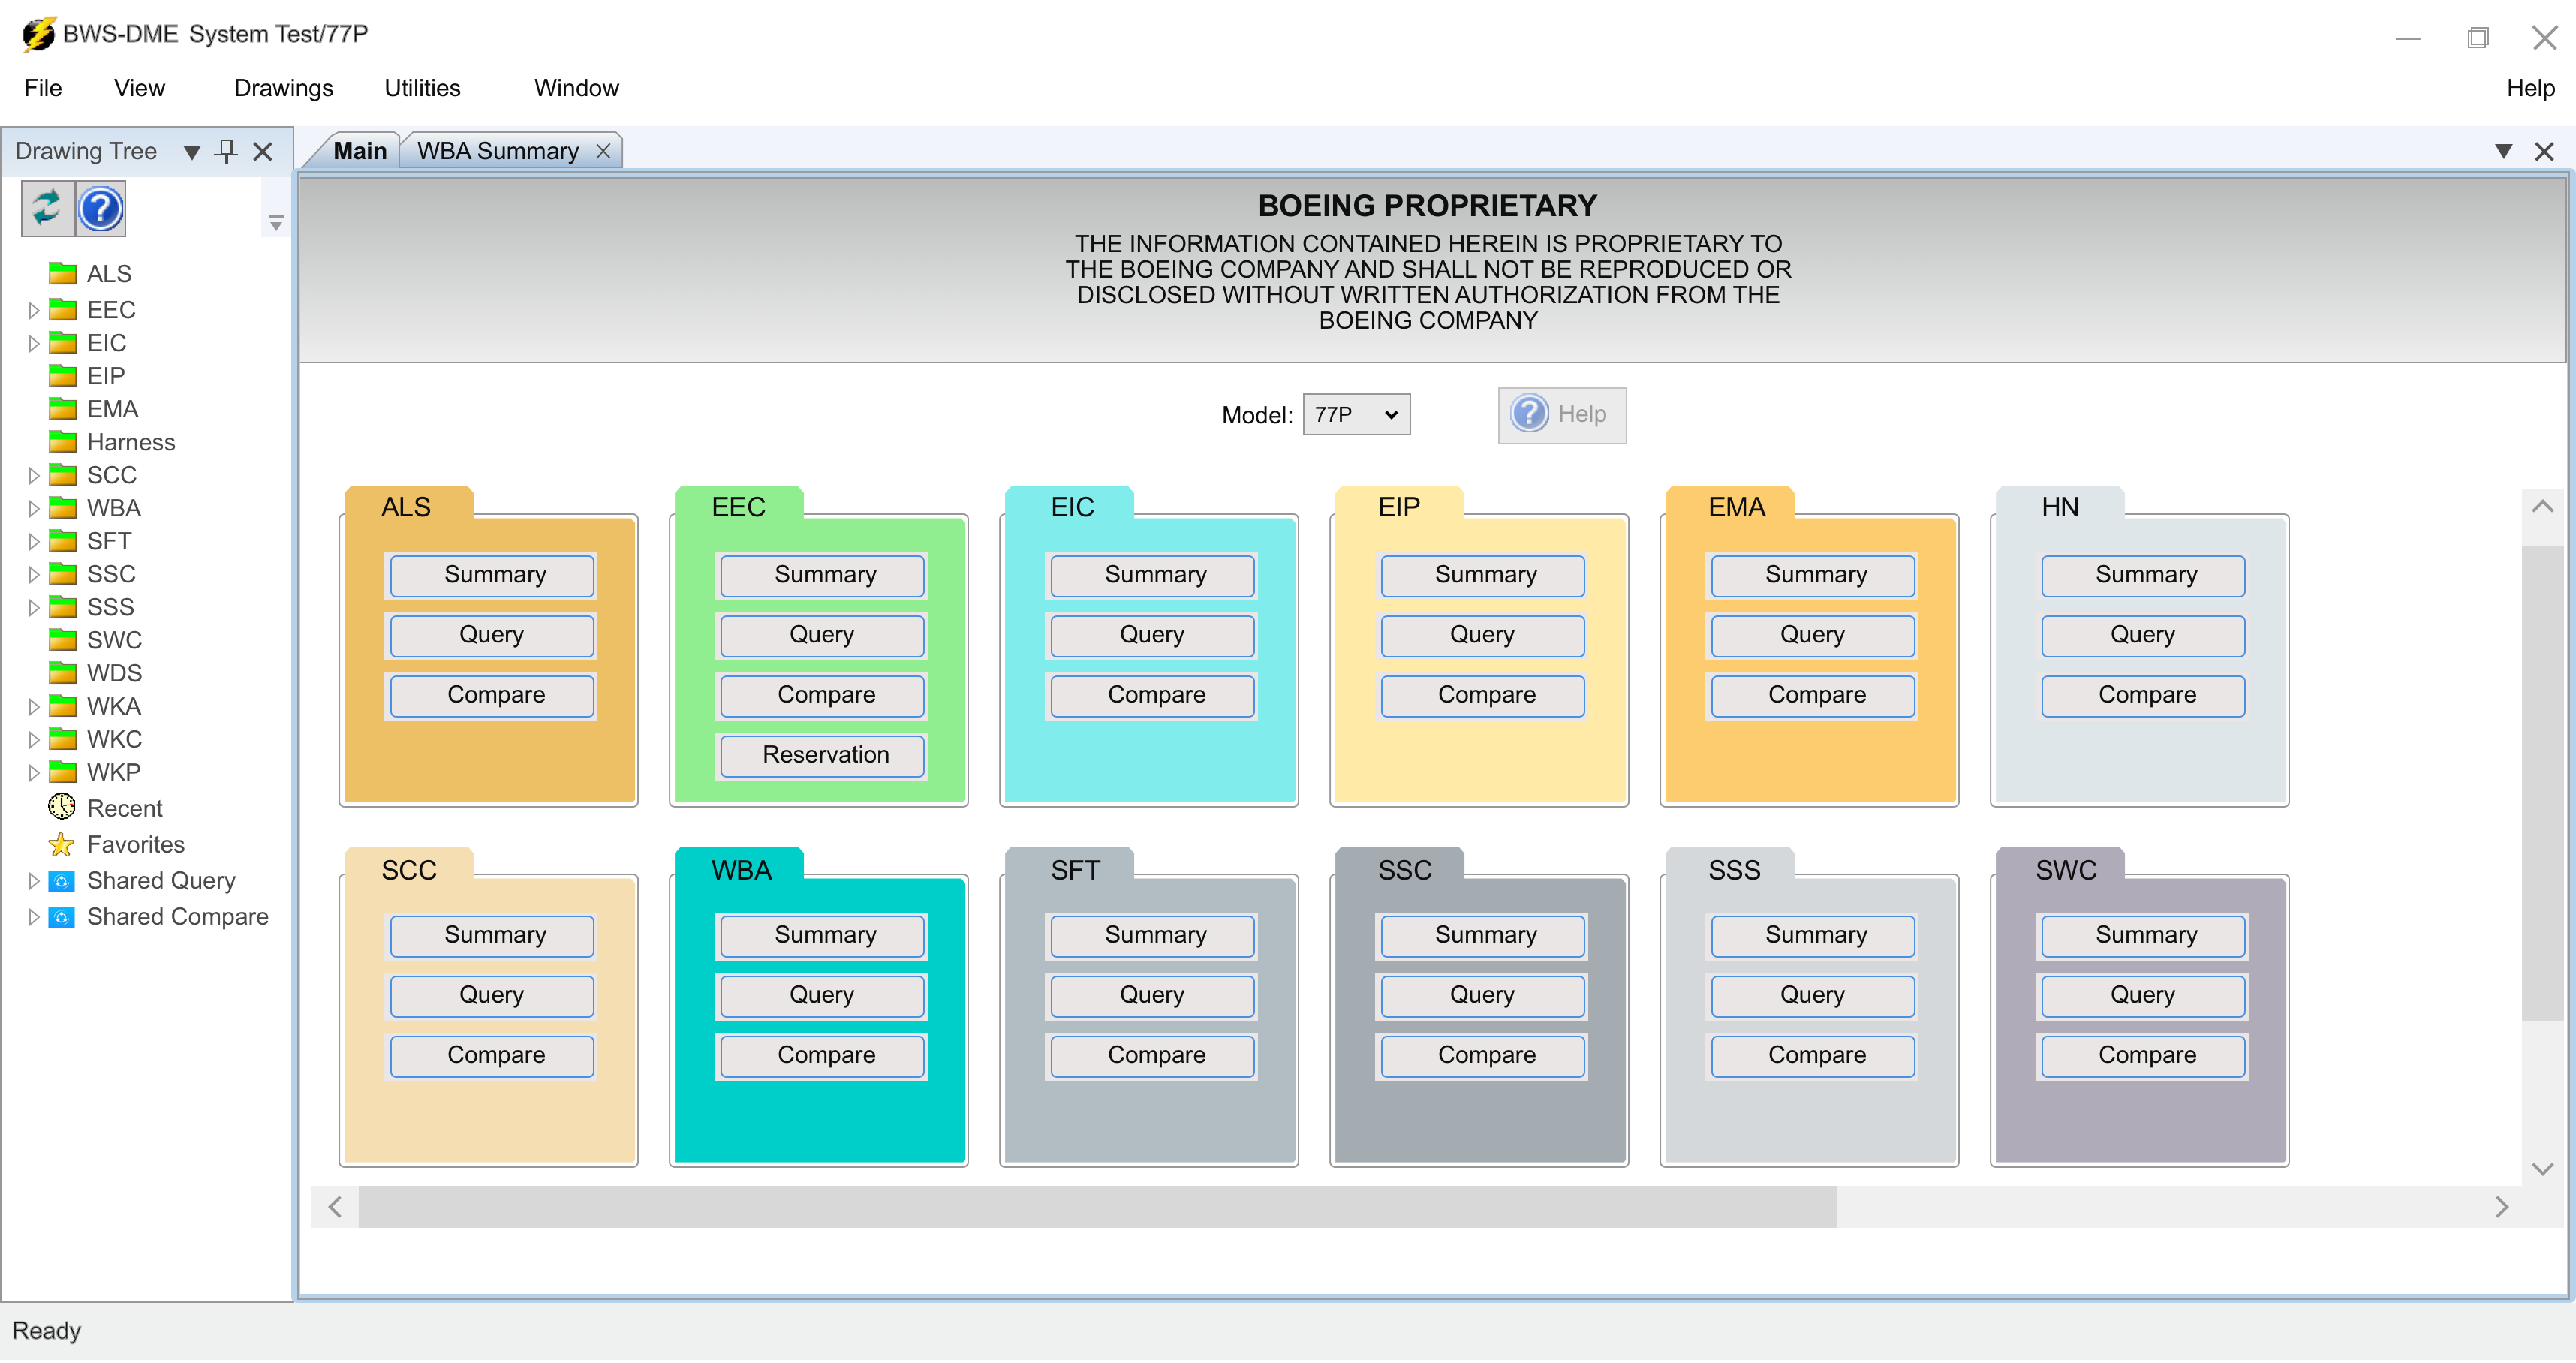 BWS-DME System Test/77P
File View Drawings Utilities Window Help
Drawing Tree
Main WBA Summary
BOEING PROPRIETARY
THE INFORMATION CONTAINED HEREIN IS PROPRIETARY TO
THE BOEING COMPANY AND SHALL NOT BE REPRODUCED OR
DISCLOSED WITHOUT WRITTEN AUTHORIZATION FROM THE
BOEING COMPANY
ALS
EEC
EIC
EIP
EMA
Harness
SCC
WBA
SFT
SSC
SSS
SWC
WDS
WKA
WKC
WKP
Recent
Favorites
Shared Query
Shared Compare
Model: 77P Help
ALS
Summary
Query
Compare
EEC
Summary
Query
Compare
Reservation
EIC
Summary
Query
Compare
EIP
Summary
Query
Compare
EMA
Summary
Query
Compare
HN
Summary
Query
Compare
SCC
Summary
Query
Compare
WBA
Summary
Query
Compare
SFT
Summary
Query
Compare
SSC
Summary
Query
Compare
SSS
Summary
Query
Compare
SWC
Summary
Query
Compare
Ready